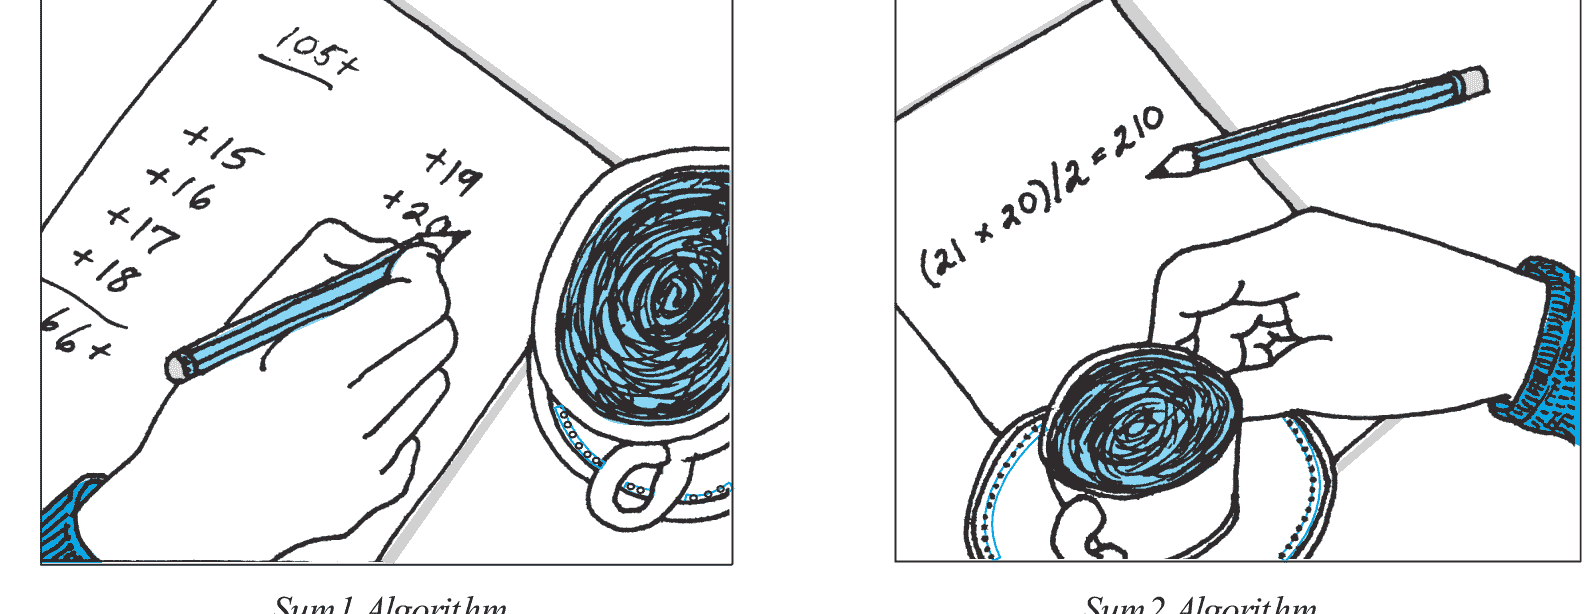 105+
+15
+16
+17
+18
66+
+19
+20
(21 x 20)/2 = 210
Sum1 Algorithm
Sum2 Algorithm